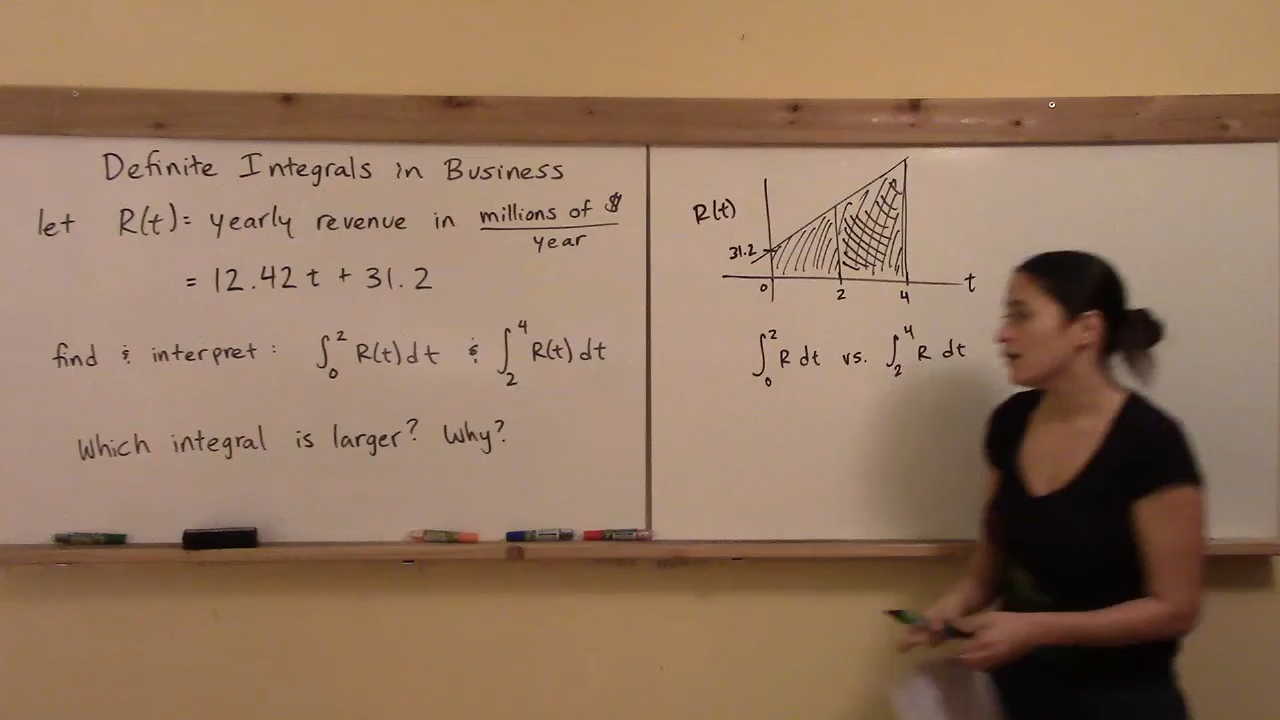 Definite Integrals in Business
let R(t) = yearly revenue in millions of $ / year
= 12.42 t + 31.2
find & interpret : ∫₀² R(t) dt & ∫₂⁴ R(t) dt
Which integral is larger? Why?
R(t)
31.2
0 2 4 t
∫₀² R dt vs. ∫₂⁴ R dt